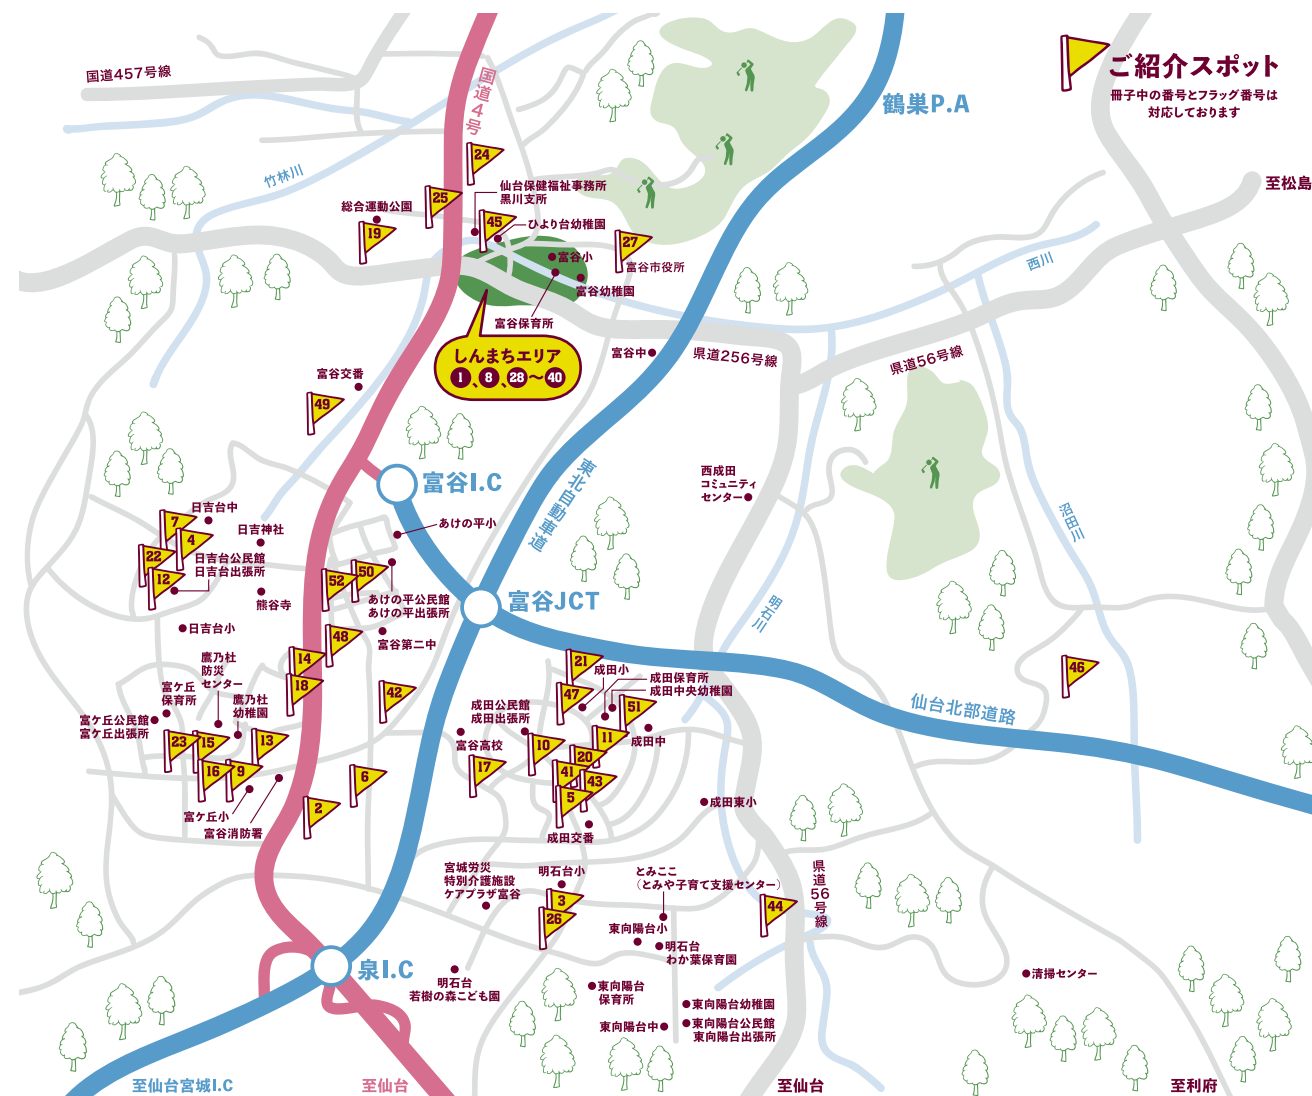 ご紹介スポット
冊子中の番号とフラッグ番号は
対応しております
国道457号線
国道4号
鶴巣P.A
至松島
竹林川
24
25
仙台保健福祉事務所
黒川支所
総合運動公園
19
45
ひより台幼稚園
27
富谷市役所
富谷小
富谷幼稚園
西川
富谷保育所
しんまちエリア
1、8、28〜40
富谷中
県道256号線
県道56号線
富谷交番
49
富谷I.C
東北自動車道
西成田
コミュニティ
センター
沼田川
日吉台中
7
4
日吉神社
あけの平小
22
日吉台公民館
日吉台出張所
12
52
50
熊谷寺
あけの平公民館
あけの平出張所
富谷JCT
明石川
日吉台小
48
富谷第二中
14
18
42
鷹乃杜
防災
センター
富ケ丘
保育所
鷹乃杜
幼稚園
富ケ丘公民館
富ケ丘出張所
21
成田小
成田保育所
成田中央幼稚園
46
47
51
成田公民館
成田出張所
仙台北部道路
23
15
13
富谷高校
10
11
成田中
16
9
6
17
20
41
43
富ケ丘小
2
5
成田東小
富谷消防署
成田交番
宮城労災
特別介護施設
ケアプラザ富谷
明石台小
とみここ
（とみや子育て支援センター）
県道56号線
3
26
44
東向陽台小
明石台
わか葉保育園
泉I.C
明石台
若樹の森こども園
清掃センター
東向陽台
保育所
東向陽台幼稚園
東向陽台中
東向陽台公民館
東向陽台出張所
至仙台宮城I.C
至仙台
至仙台
至利府